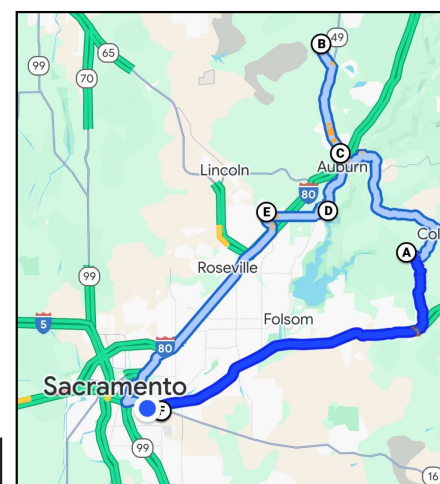 B
49
65
99
70
C
Auburn
Lincoln
80
E
D
Col
A
Roseville
99
5
Folsom
80
Sacramento
F
99
16